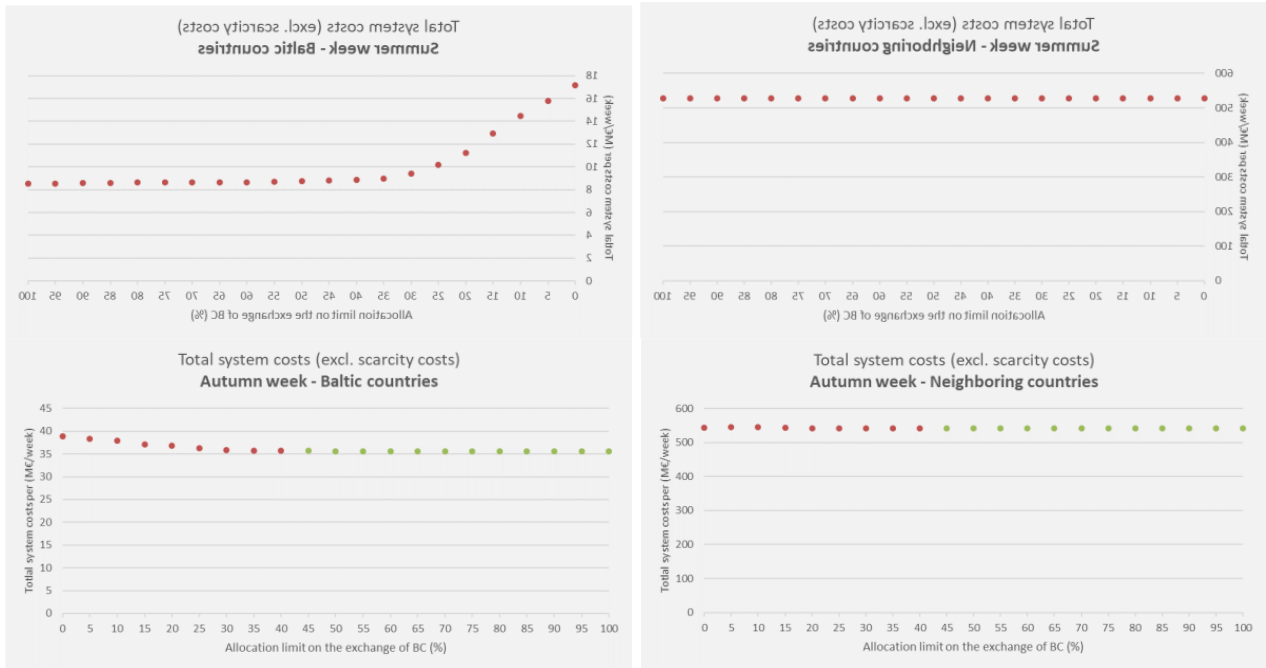 Total system costs (excl. scarcity costs)
Summer week - Baltic countries
Totlal system costs per (M€/week)
18
16
14
12
10
8
6
4
2
0
0 5 10 15 20 25 30 35 40 45 50 55 60 65 70 75 80 85 90 95 100
Allocation limit on the exchange of BC (%)
Total system costs (excl. scarcity costs)
Summer week - Neighboring countries
Totlal system costs per (M€/week)
600
500
400
300
200
100
0
0 5 10 15 20 25 30 35 40 45 50 55 60 65 70 75 80 85 90 95 100
Allocation limit on the exchange of BC (%)
Total system costs (excl. scarcity costs)
Autumn week - Baltic countries
Totlal system costs per (M€/week)
45
40
35
30
25
20
15
10
5
0
0 5 10 15 20 25 30 35 40 45 50 55 60 65 70 75 80 85 90 95 100
Allocation limit on the exchange of BC (%)
Total system costs (excl. scarcity costs)
Autumn week - Neighboring countries
Totlal system costs per (M€/week)
600
500
400
300
200
100
0
0 5 10 15 20 25 30 35 40 45 50 55 60 65 70 75 80 85 90 95 100
Allocation limit on the exchange of BC (%)